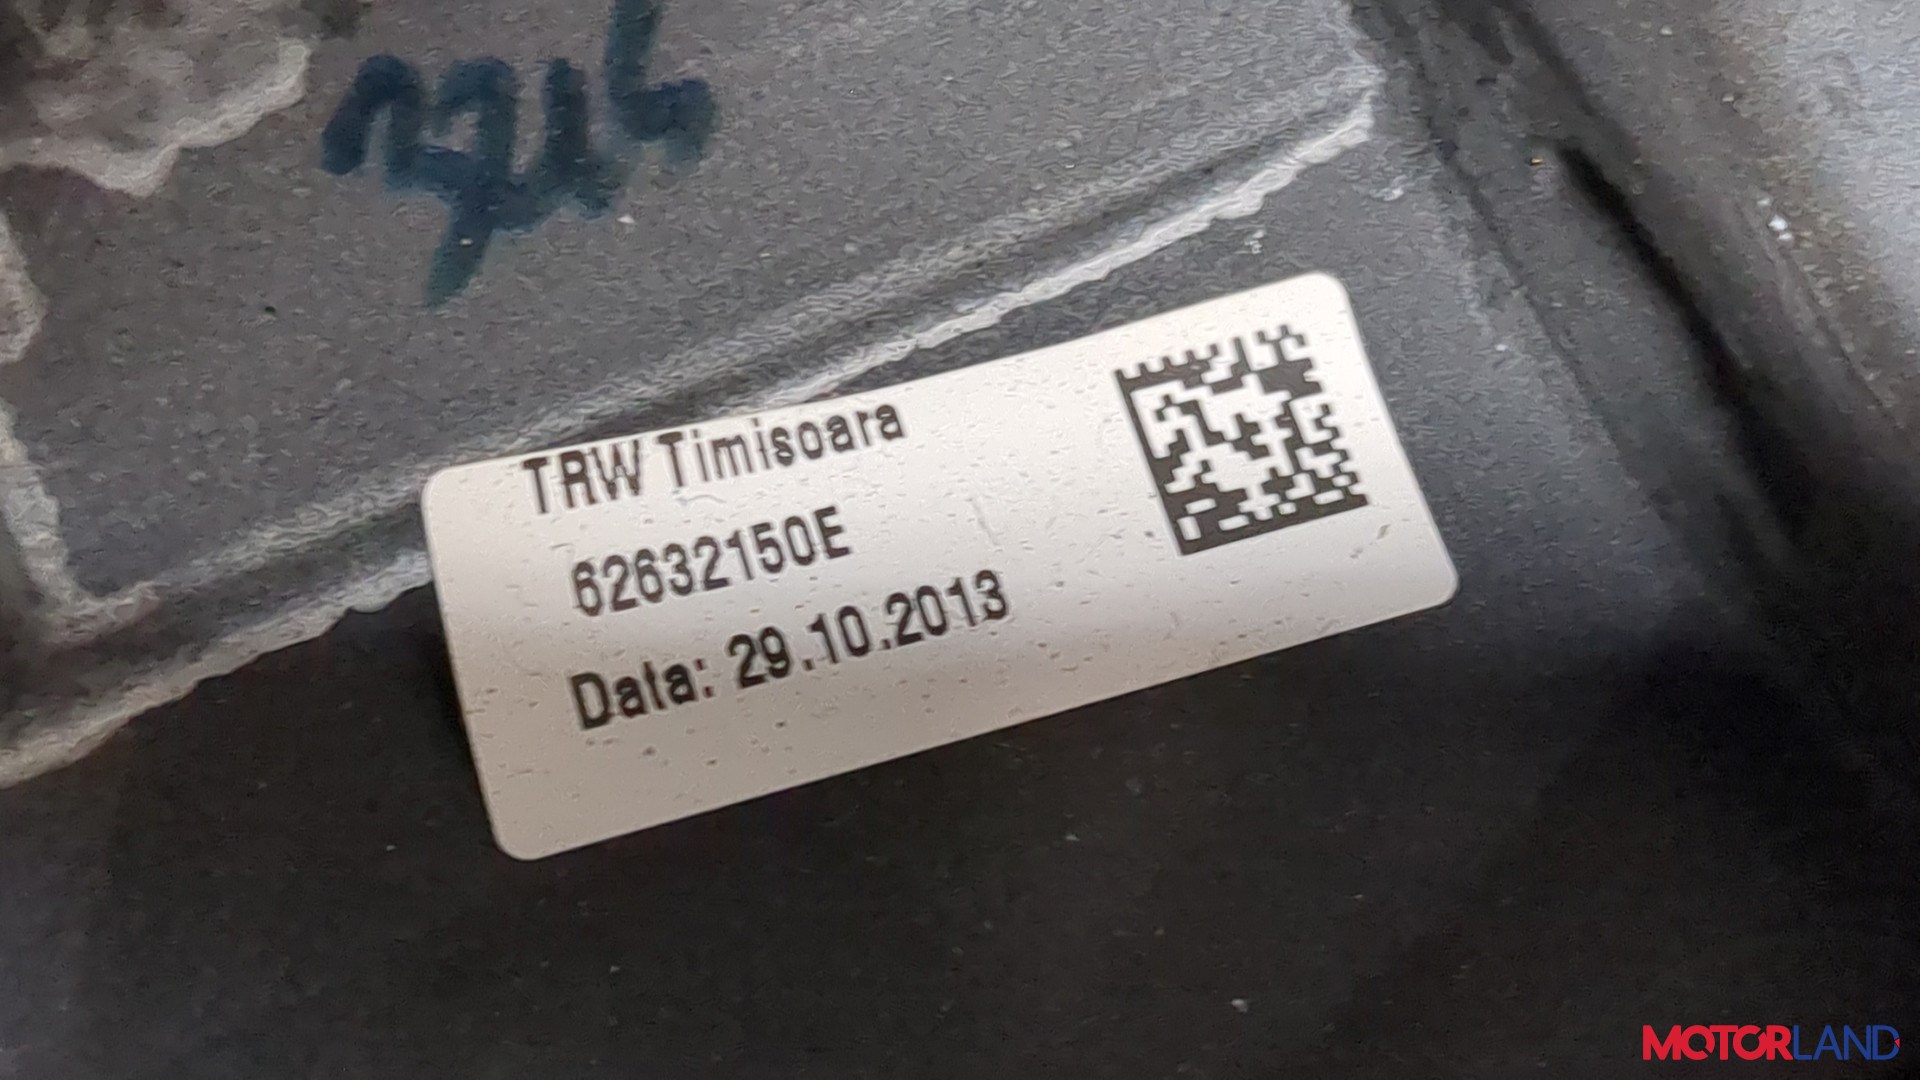 TRW Timisoara
62632150E
Data: 29.10.2013
MOTORLAND